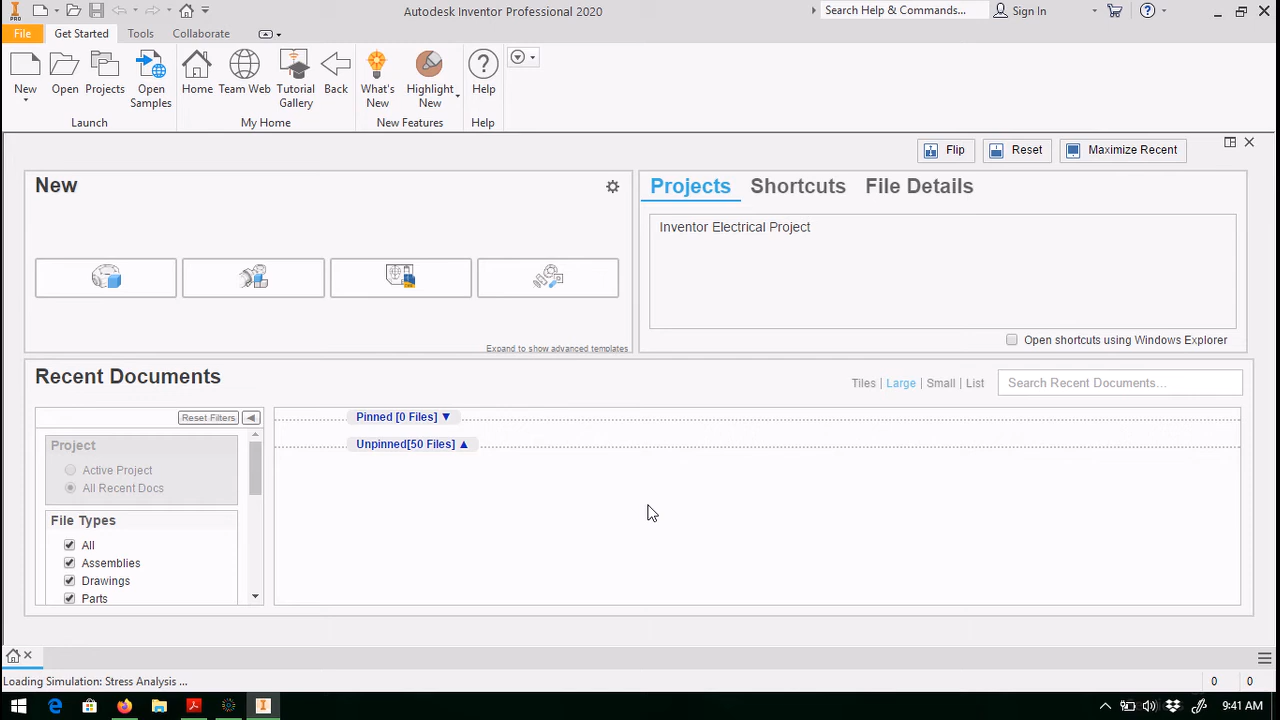 Autodesk Inventor Professional 2020
Search Help & Commands...
Sign In
PRO
File
Get Started
Tools
Collaborate
New
Open
Projects
Open Samples
Home
Team Web
Tutorial Gallery
Back
What's New
Highlight New
Help
Launch
My Home
New Features
Help
Flip
Reset
Maximize Recent
New
Projects
Shortcuts
File Details
Inventor Electrical Project
Open shortcuts using Windows Explorer
Expand to show advanced templates
Recent Documents
Tiles | Large | Small | List
Search Recent Documents...
Reset Filters
Pinned [0 Files] ▼
Unpinned[50 Files] ▲
Project
Active Project
All Recent Docs
File Types
All
Assemblies
Drawings
Parts
Loading Simulation: Stress Analysis ...
0
0
9:41 AM